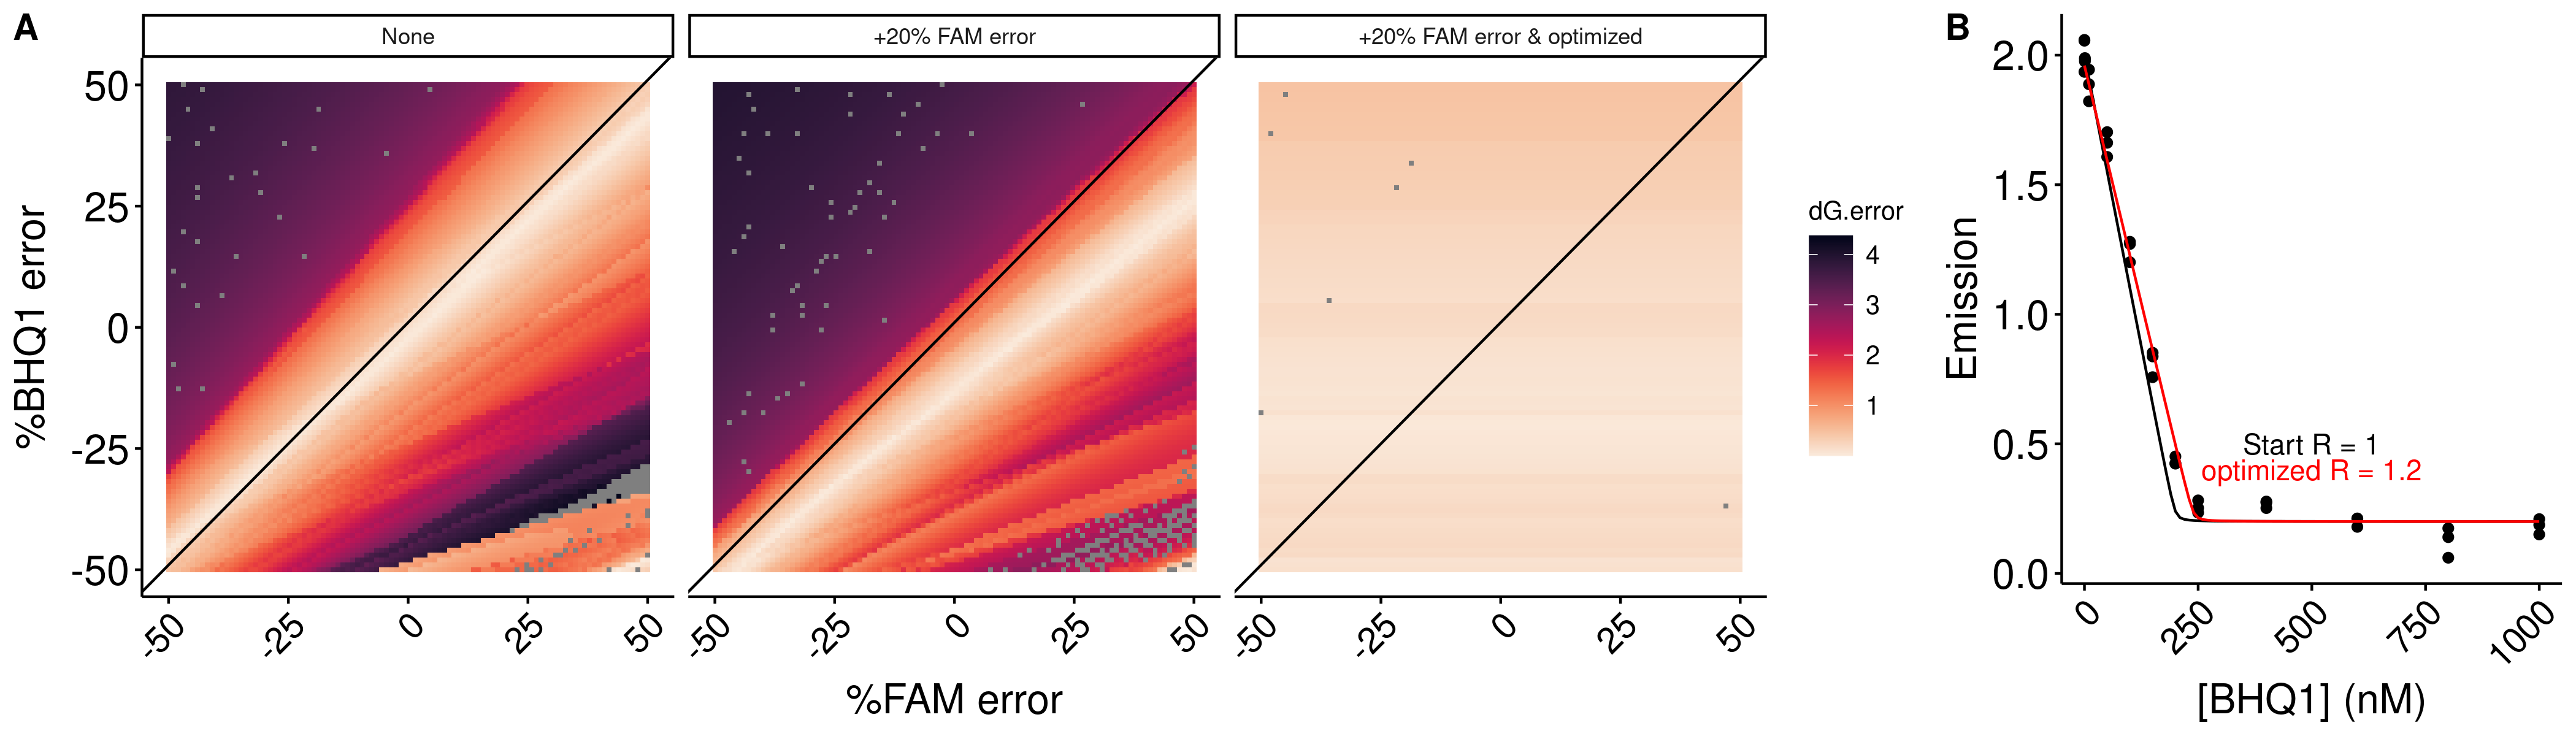 A
None
+20% FAM error
+20% FAM error & optimized
%BHQ1 error
50
25
0
-25
-50
-50
-25
0
25
50
-50
-25
0
25
50
-50
-25
0
25
50
%FAM error
dG.error
4
3
2
1
B
Emission
2.0
1.5
1.0
0.5
0.0
Start R = 1
optimized R = 1.2
0
250
500
750
1000
[BHQ1] (nM)